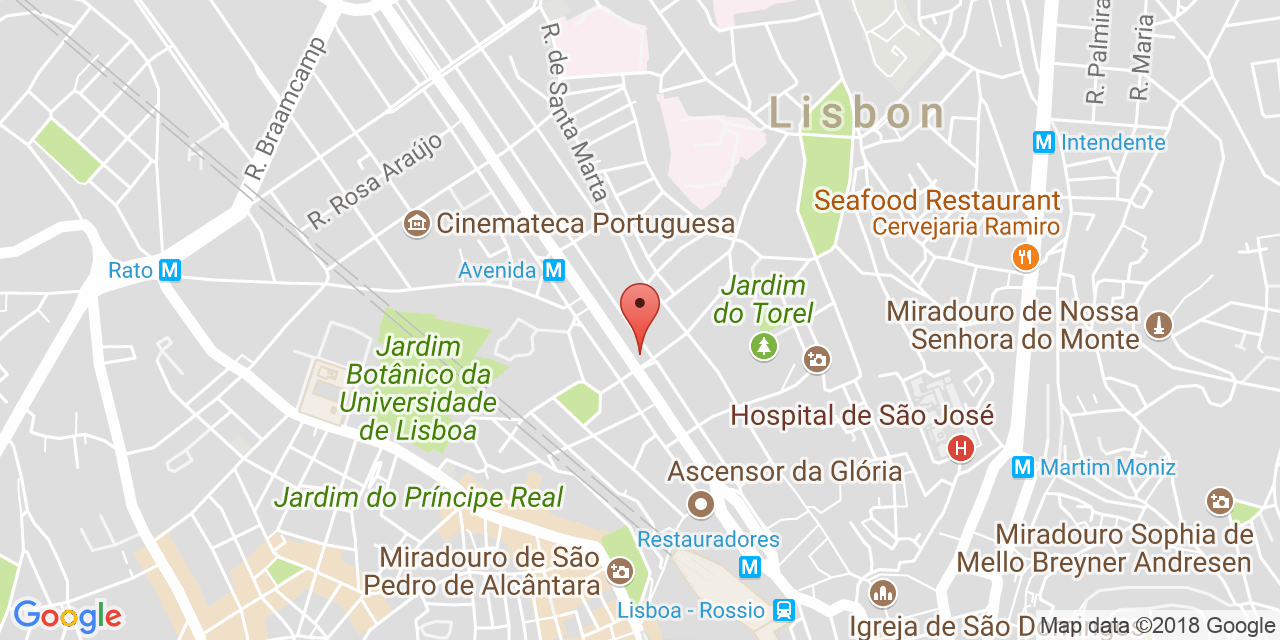 R. Palmira
R. Maria
R. de Santa Marta
R. Braamcamp
Lisbon
R. Rosa Araújo
M Intendente
Seafood Restaurant
Cervejaria Ramiro
Cinemateca Portuguesa
Rato M
Avenida M
Jardim
do Torel
Miradouro de Nossa
Senhora do Monte
Jardim
Botânico da
Universidade
de Lisboa
Hospital de São José
H
M Martim Moniz
Ascensor da Glória
Jardim do Príncipe Real
Restauradores
M
Miradouro Sophia de
Mello Breyner Andresen
Miradouro de São
Pedro de Alcântara
Lisboa - Rossio
Google
Igreja de São
Map data ©2018 Google